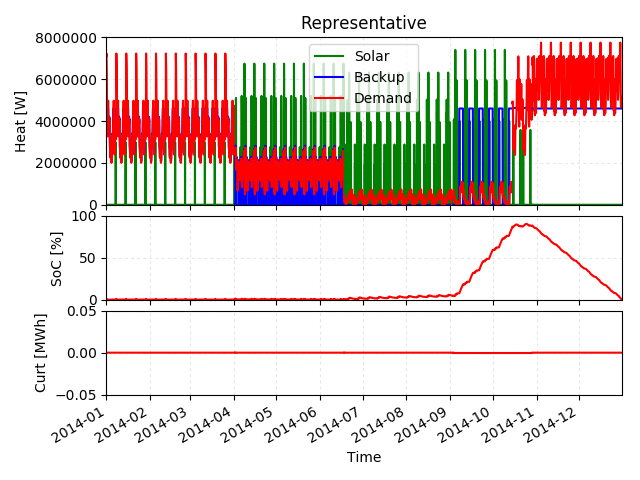 Representative
Heat [W]
8000000
6000000
4000000
2000000
0
Solar
Backup
Demand
SoC [%]
100
50
0
Curt [MWh]
0.05
0.00
−0.05
2014-01
2014-02
2014-03
2014-04
2014-05
2014-06
2014-07
2014-08
2014-09
2014-10
2014-11
2014-12
Time